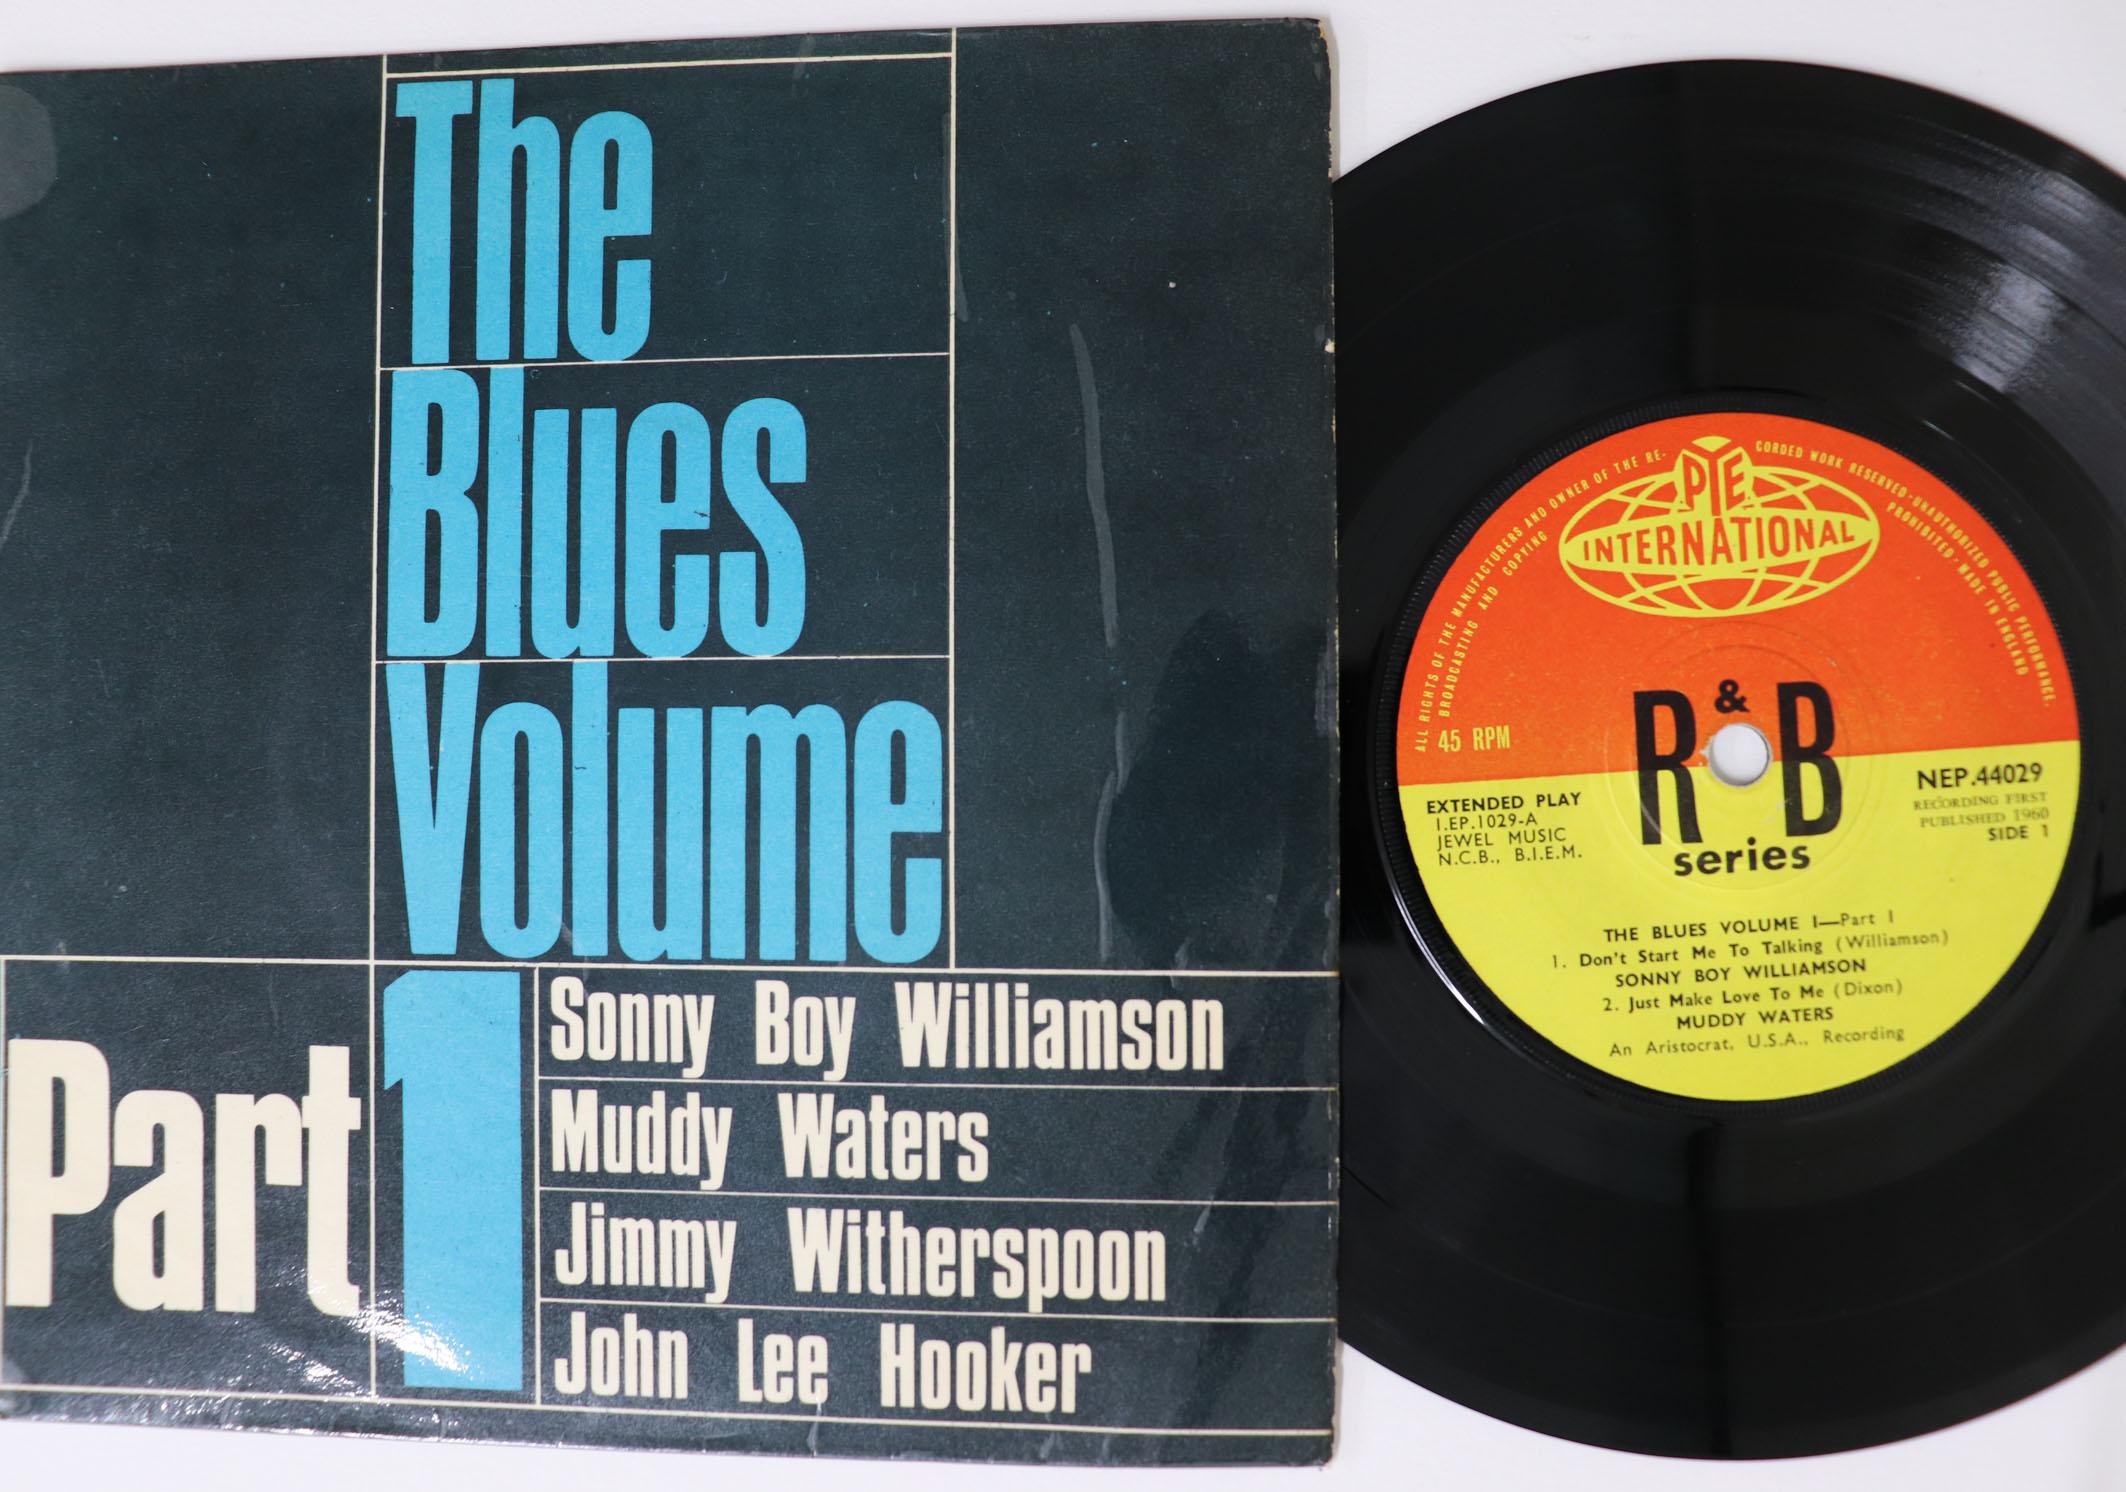 The
Blues
Volume
Part 1
Sonny Boy Williamson
Muddy Waters
Jimmy Witherspoon
John Lee Hooker
ALL RIGHTS OF THE MANUFACTURERS AND OWNER OF THE RE-
CORDED WORK RESERVED·UNAUTHORIZED PUBLIC PERFORMANCE.
BROADCASTING AND COPYING
PROHIBITED·MADE IN ENGLAND
PYE
INTERNATIONAL
45 RPM
R & B
series
EXTENDED PLAY
I.EP.1029-A
JEWEL MUSIC
N.C.B., B.I.E.M.
NEP.44029
RECORDING FIRST
PUBLISHED 1960
SIDE 1
THE BLUES VOLUME I—Part I
1. Don't Start Me To Talking (Williamson)
SONNY BOY WILLIAMSON
2. Just Make Love To Me (Dixon)
MUDDY WATERS
An Aristocrat, U.S.A., Recording